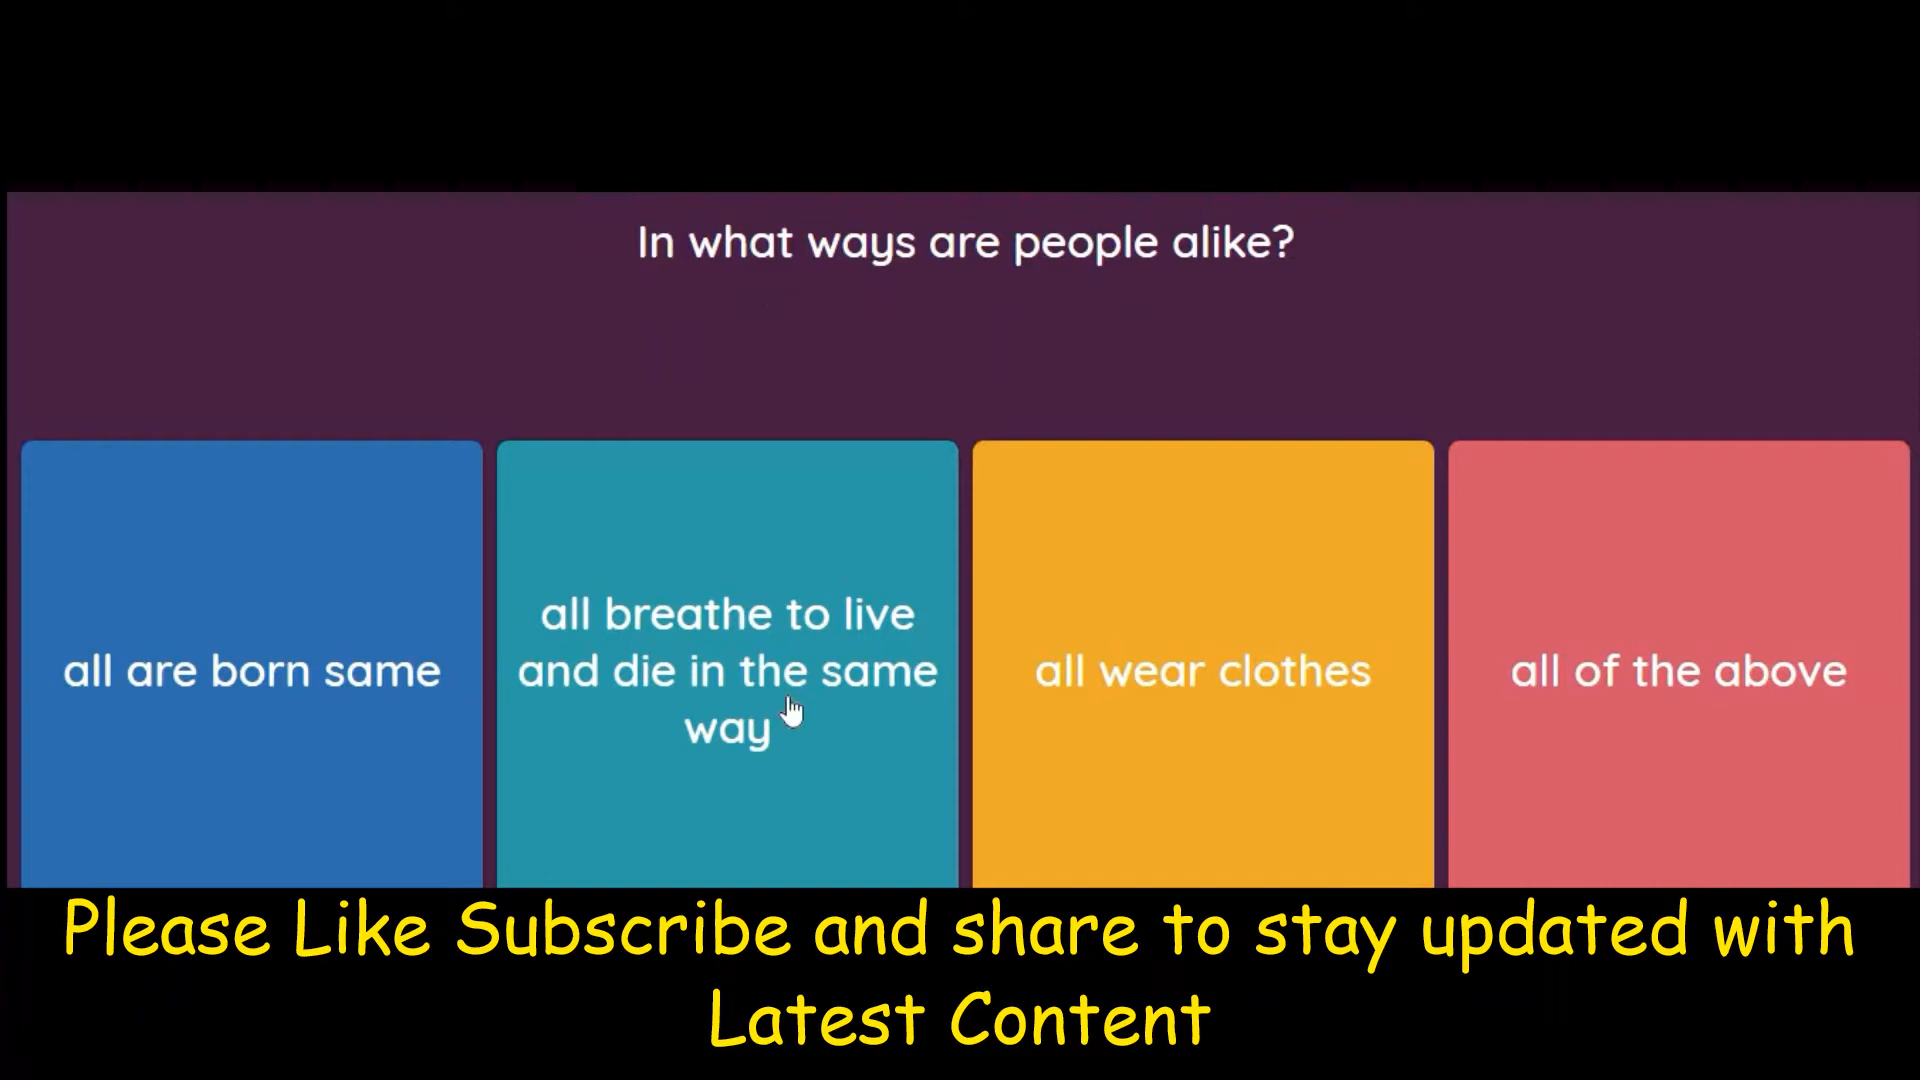 In what ways are people alike?
all are born same
all breathe to live
and die in the same
way
all wear clothes
all of the above
Please Like Subscribe and share to stay updated with
Latest Content